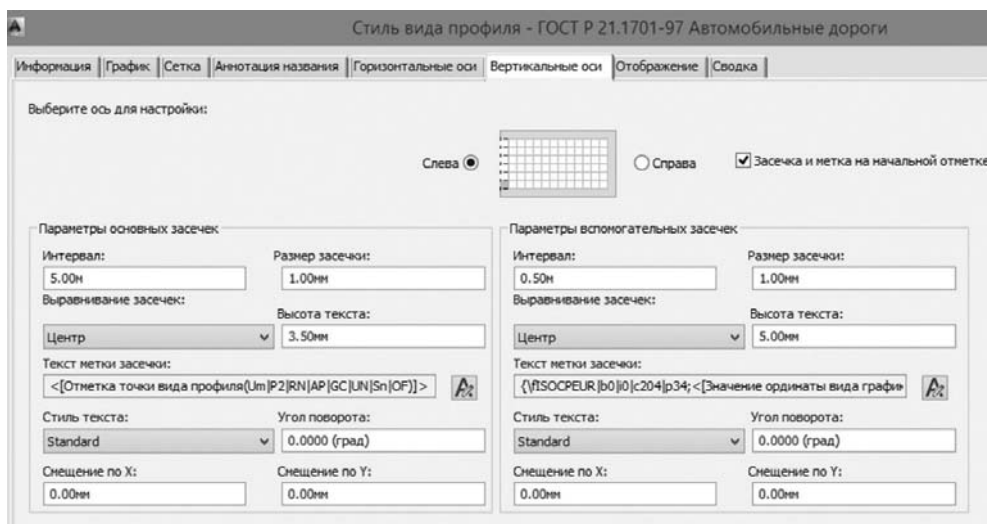 Стиль вида профиля - ГОСТ Р 21.1701-97 Автомобильные дороги
Информация График Сетка Аннотация названия Горизонтальные оси Вертикальные оси Отображение Сводка
Выберите ось для настройки:
Слева Справа Засечка и метка на начальной отметке
Параметры основных засечек
Интервал: Размер засечки:
5.00м 1.00мм
Выравнивание засечек:
Высота текста:
Центр 3.50мм
Текст метки засечки:
<[Отметка точки вида профиля(Um|P2|RN|AP|GC|UN|Sn|OF)]>
Стиль текста: Угол поворота:
Standard 0.0000 (град)
Смещение по X: Смещение по Y:
0.00мм 0.00мм
Параметры вспомогательных засечек
Интервал: Размер засечки:
0.50м 1.00мм
Выравнивание засечек:
Высота текста:
Центр 5.00мм
Текст метки засечки:
{\fISOCPEUR|b0|i0|c204|p34;<[Значение ординаты вида графи
Стиль текста: Угол поворота:
Standard 0.0000 (град)
Смещение по X: Смещение по Y:
0.00мм 0.00мм